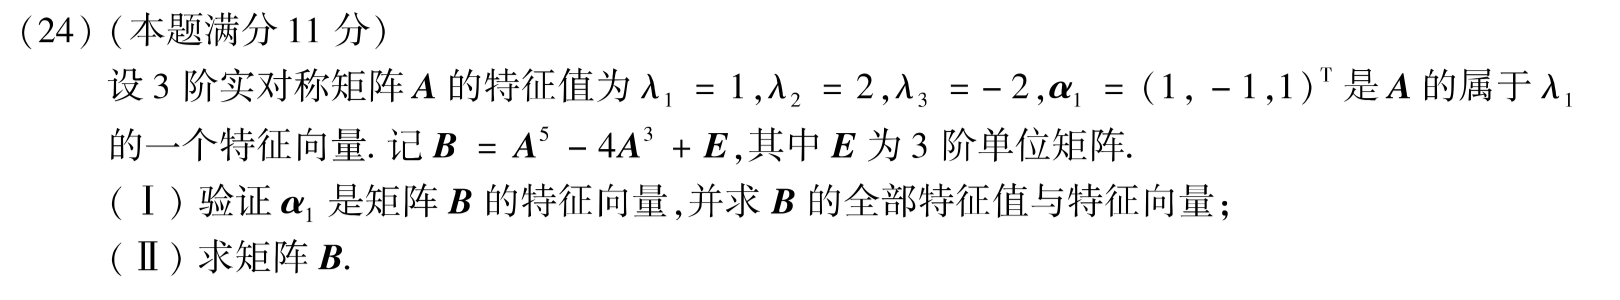 (24)(本题满分 11 分)
设 3 阶实对称矩阵 A 的特征值为 λ₁ = 1,λ₂ = 2,λ₃ = -2,α₁ = (1, -1,1)ᵀ 是 A 的属于 λ₁
的一个特征向量. 记 B = A⁵ - 4A³ + E,其中 E 为 3 阶单位矩阵.
(Ⅰ)验证 α₁ 是矩阵 B 的特征向量,并求 B 的全部特征值与特征向量;
(Ⅱ)求矩阵 B.